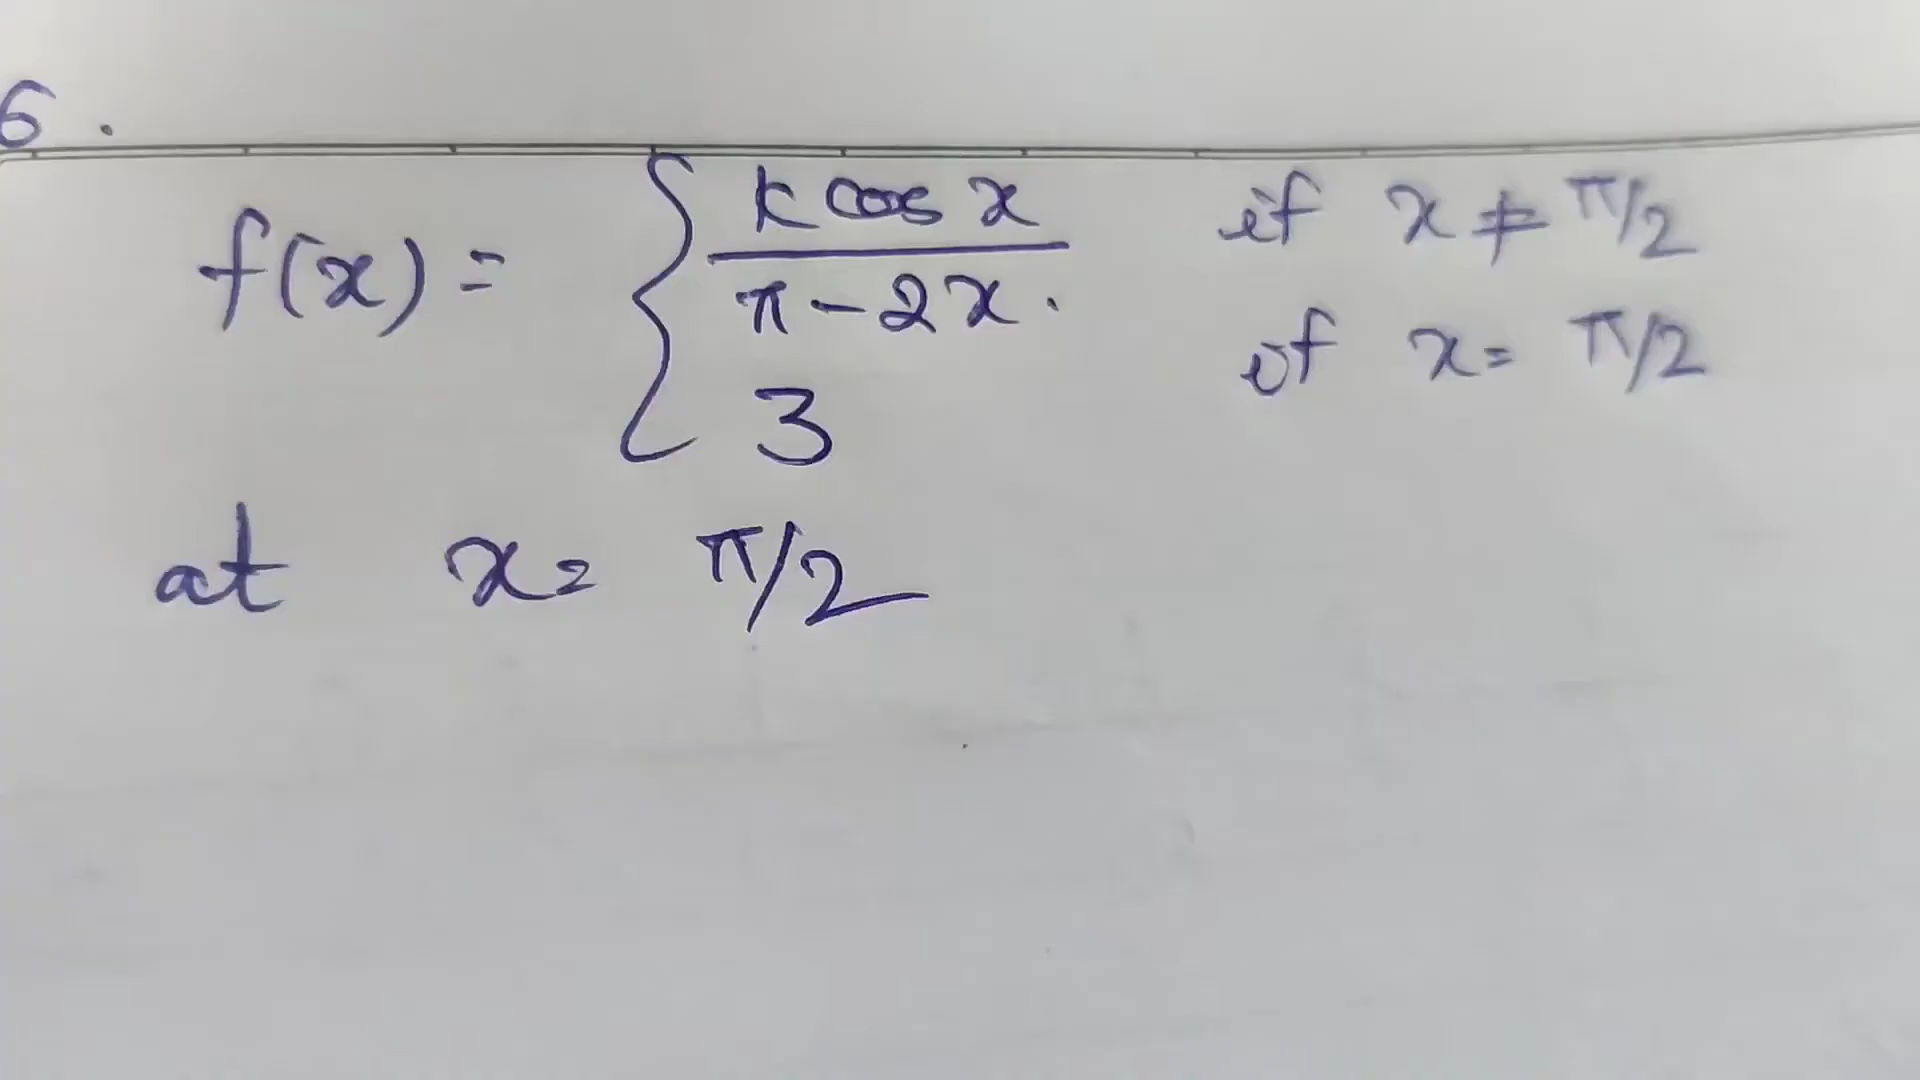 6.
f(x) = { k cos x / π - 2x. if x ≠ π/2
3 if x = π/2
at x = π/2